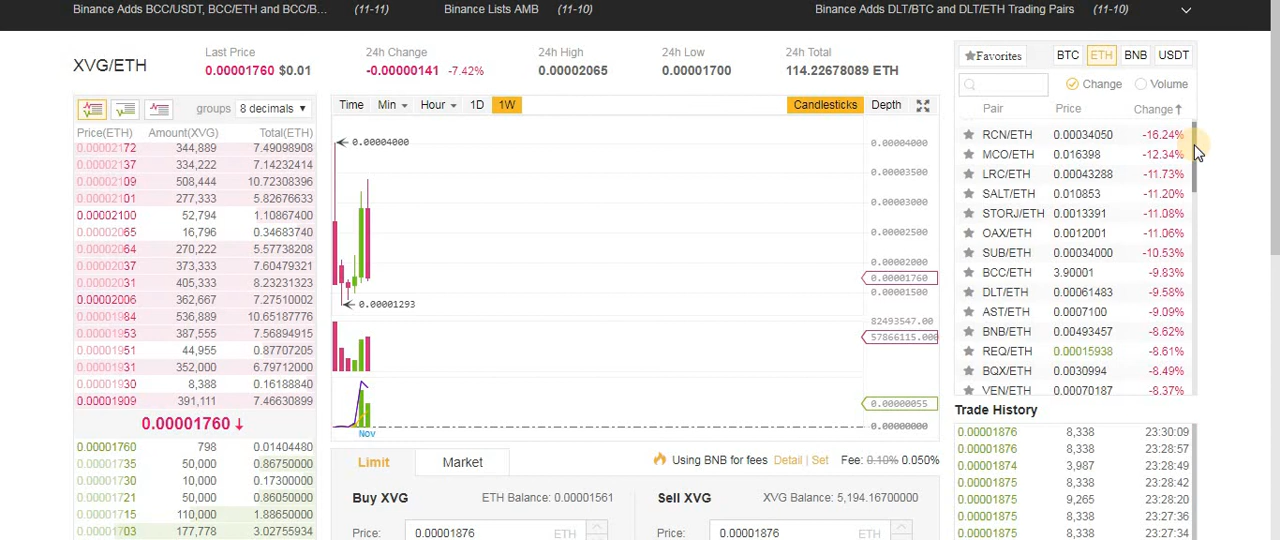 Binance Adds BCC/USDT, BCC/ETH and BCC/B... (11-11) Binance Lists AMB (11-10) Binance Adds DLT/BTC and DLT/ETH Trading Pairs (11-10)
XVG/ETH
Last Price
0.00001760 $0.01
24h Change
-0.00000141 -7.42%
24h High
0.00002065
24h Low
0.00001700
24h Total
114.22678089 ETH
groups 8 decimals
Price(ETH) Amount(XVG) Total(ETH)
0.00002172 344,889 7.49098908
0.00002137 334,222 7.14232414
0.00002109 508,444 10.72308396
0.00002101 277,333 5.82676633
0.00002100 52,794 1.10867400
0.00002065 16,796 0.34683740
0.00002064 270,222 5.57738208
0.00002037 373,333 7.60479321
0.00002031 405,333 8.23231323
0.00002006 362,667 7.27510002
0.00001984 536,889 10.65187776
0.00001953 387,555 7.56894915
0.00001951 44,955 0.87707205
0.00001931 352,000 6.79712000
0.00001930 8,388 0.16188840
0.00001909 391,111 7.46630899
0.00001760
0.00001760 798 0.01404480
0.00001735 50,000 0.86750000
0.00001730 10,000 0.17300000
0.00001721 50,000 0.86050000
0.00001715 110,000 1.88650000
0.00001703 177,778 3.02755934
Time Min Hour 1D 1W Candlesticks Depth
0.00004000
0.00001293
0.00004000
0.00003500
0.00003000
0.00002500
0.00002000
0.00001760
0.00001500
82493547.00
57866115.000
0.00000055
0.00000000
Nov
Limit Market
Using BNB for fees Detail | Set Fee: 0.10% 0.050%
Buy XVG ETH Balance: 0.00001561
Price: 0.00001876 ETH
Sell XVG XVG Balance: 5,194.16700000
Price: 0.00001876 ETH
Favorites BTC ETH BNB USDT
Change Volume
Pair Price Change
RCN/ETH 0.00034050 -16.24%
MCO/ETH 0.016398 -12.34%
LRC/ETH 0.00043288 -11.73%
SALT/ETH 0.010853 -11.20%
STORJ/ETH 0.0013391 -11.08%
OAX/ETH 0.0012001 -11.06%
SUB/ETH 0.00034000 -10.53%
BCC/ETH 3.90001 -9.83%
DLT/ETH 0.00061483 -9.58%
AST/ETH 0.0007100 -9.09%
BNB/ETH 0.00493457 -8.62%
REQ/ETH 0.00015938 -8.61%
BQX/ETH 0.0030994 -8.49%
VEN/ETH 0.00070187 -8.37%
Trade History
0.00001876 8,338 23:30:09
0.00001876 8,338 23:28:49
0.00001874 3,987 23:28:49
0.00001875 8,338 23:28:42
0.00001875 9,265 23:28:20
0.00001875 8,338 23:27:36
0.00001875 8,338 23:27:34